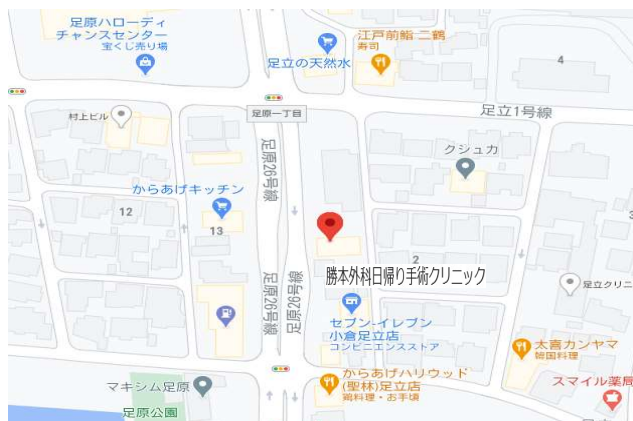 足原ハローディ
チャンスセンター
宝くじ売り場
江戸前鮨 二鶴
寿司
足立の天然水
4
足立1号線
足原一丁目
村上ビル
足原26号線
クシュカ
からあげキッチン
12
13
2
3
勝本外科日帰り手術クリニック
足原26号線
足原26号線
足立クリニ
セブン-イレブン
小倉足立店
コンビニエンスストア
太喜カンヤマ
韓国料理
からあげハリウッド
(聖林)足立店
鶏料理・お手頃
マキシム足原
足原公園
スマイル薬局